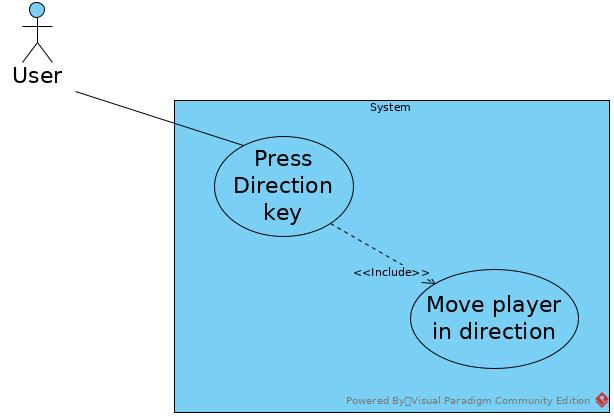 User
System
Press
Direction
key
<<Include>>
Move player
in direction
Powered By▯Visual Paradigm Community Edition